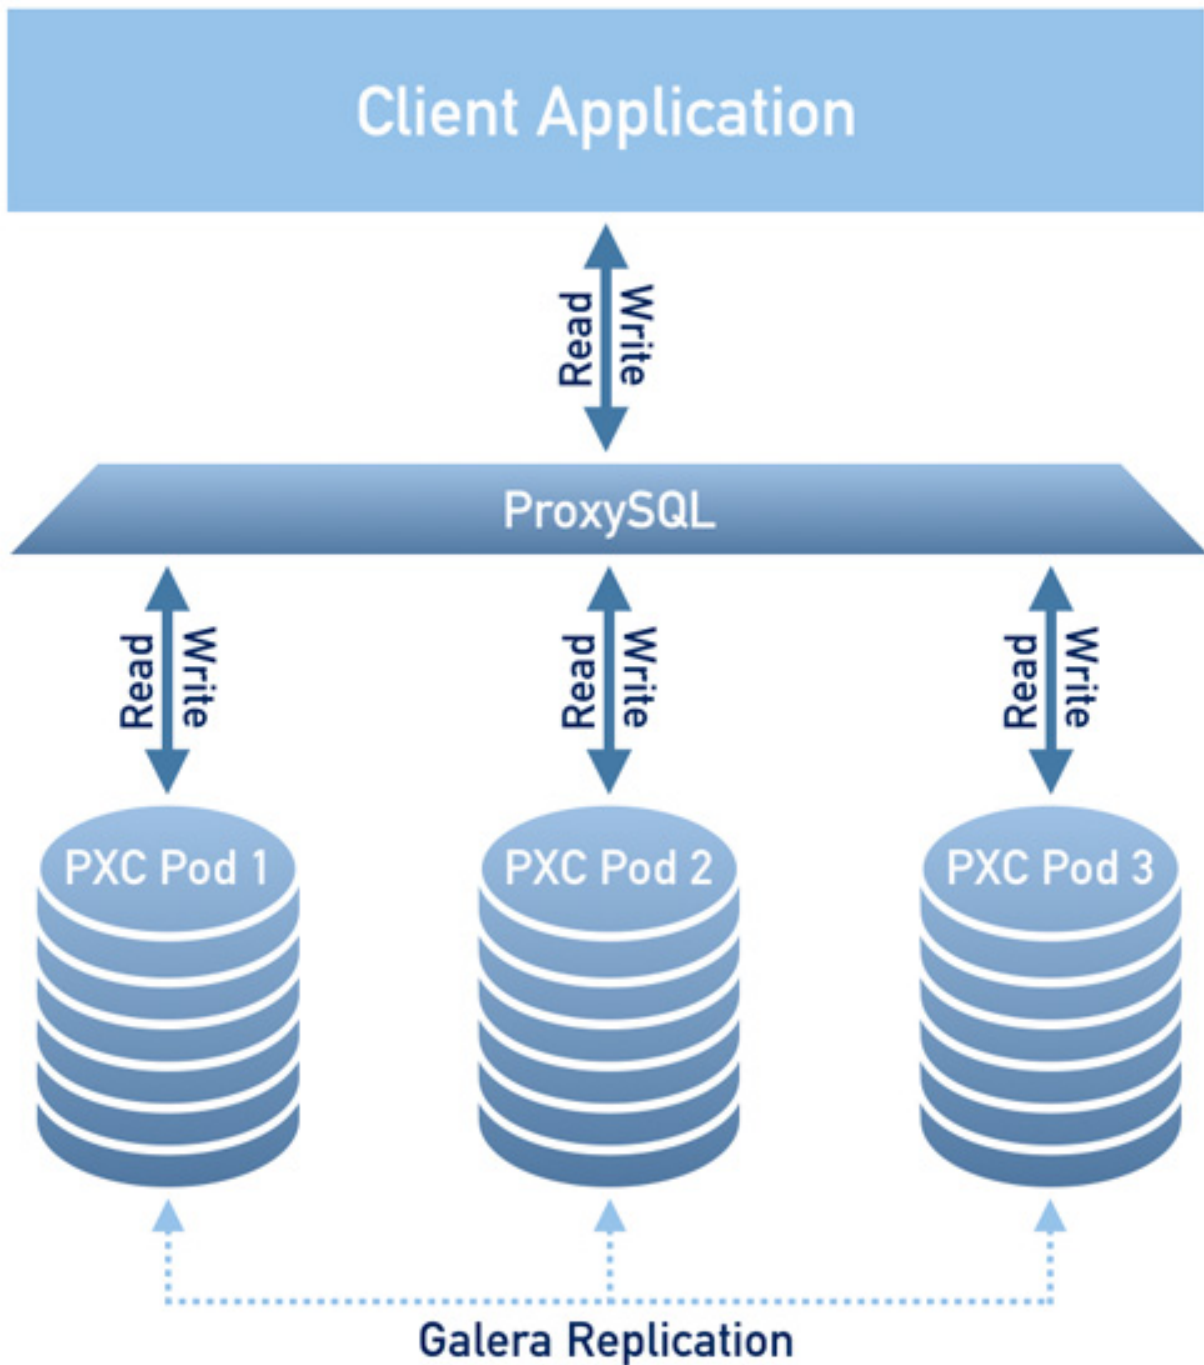 Client Application
Read
Write
ProxySQL
Read
Write
Read
Write
Read
Write
PXC Pod 1
PXC Pod 2
PXC Pod 3
Galera Replication